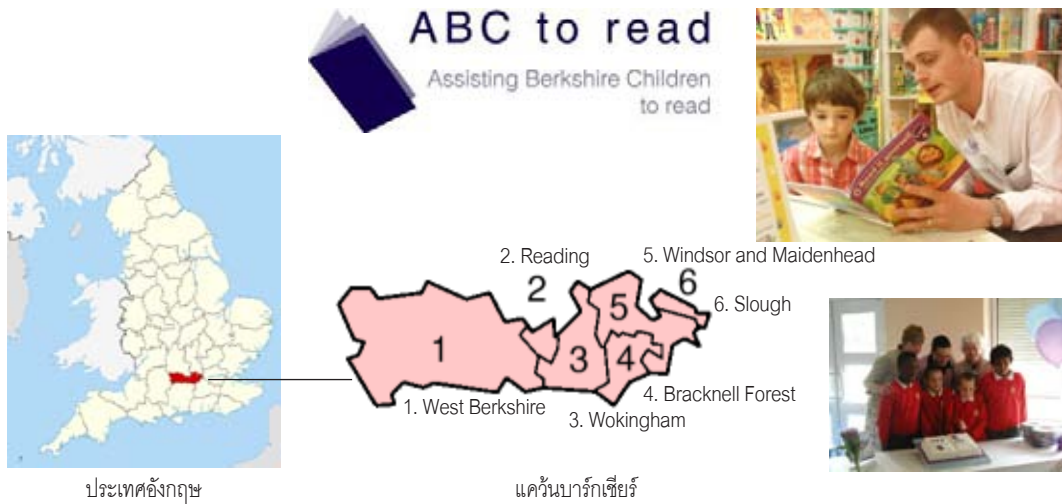 ABC to read
Assisting Berkshire Children
to read
2. Reading
5. Windsor and Maidenhead
2
6
5
6. Slough
1
3
4
4. Bracknell Forest
1. West Berkshire
3. Wokingham
ประเทศอังกฤษ
แคว้นบาร์กเชียร์